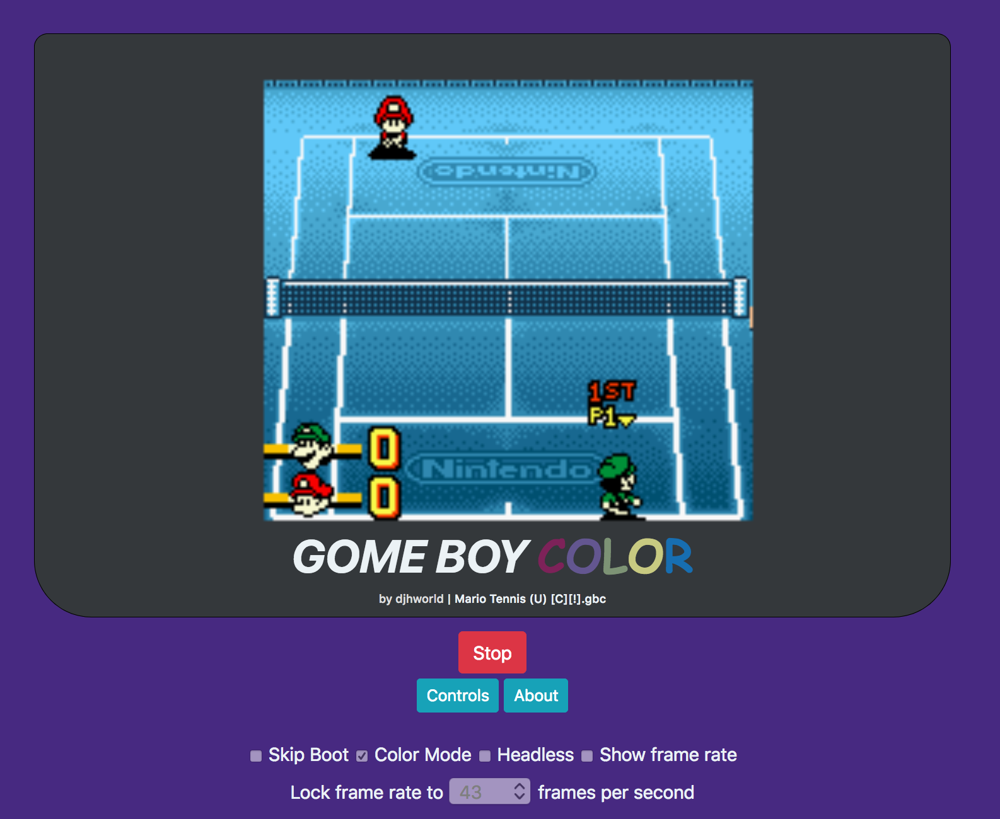 Nintendo
1ST
P1
0
Nintendo
0
GOME BOY COLOR
by djhworld | Mario Tennis (U) [C][!].gbc
Stop
Controls About
Skip Boot Color Mode Headless Show frame rate
Lock frame rate to 43 frames per second